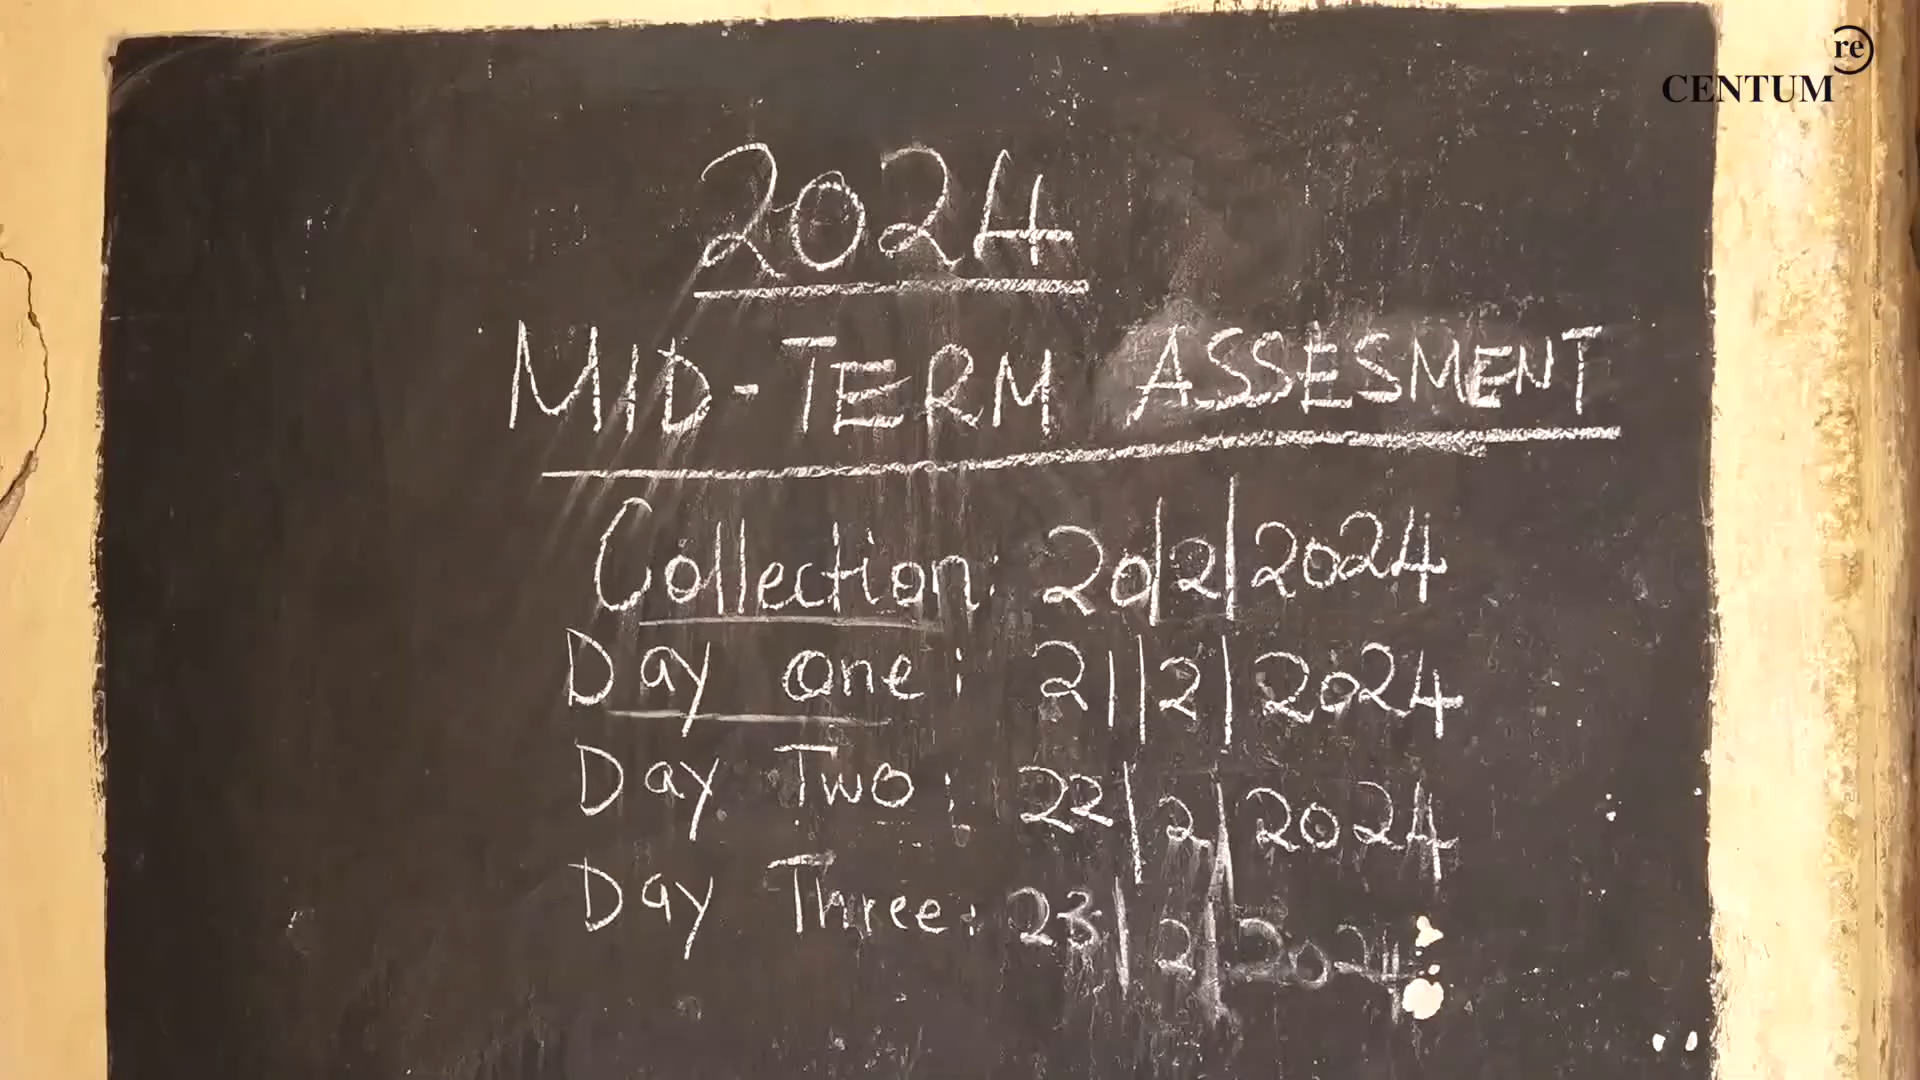 re
CENTUM
2024
MID-TERM ASSESMENT
Collection: 20/2/2024
Day One: 21/2/2024
Day Two: 22/2/2024
Day Three: 23/2/2024